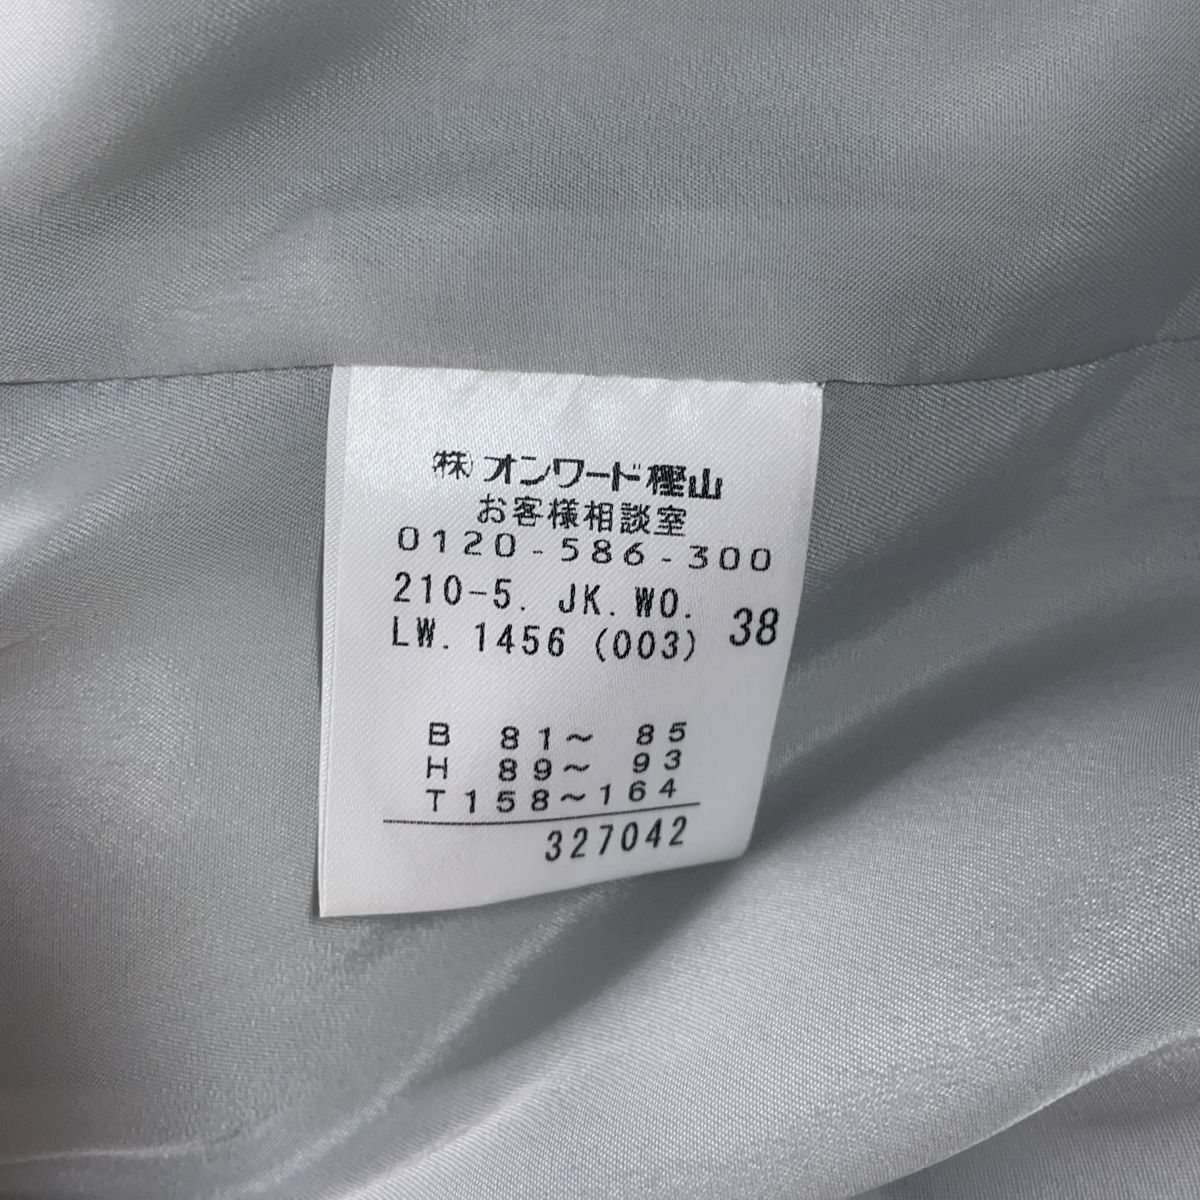 ㈱オンワード樫山
お客様相談室
0120-586-300
210-5. JK.WO.
LW.1456 (003) 38
B 81～ 85
H 89～ 93
T158～164
327042